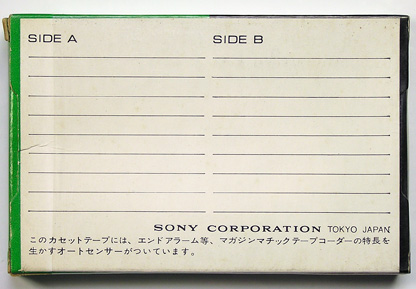 SIDE A SIDE B
SONY CORPORATION TOKYO JAPAN
このカセットテープには、エンドアラーム等、マガジンマチックテープコーダーの特長を
生かすオートセンサーがついています。